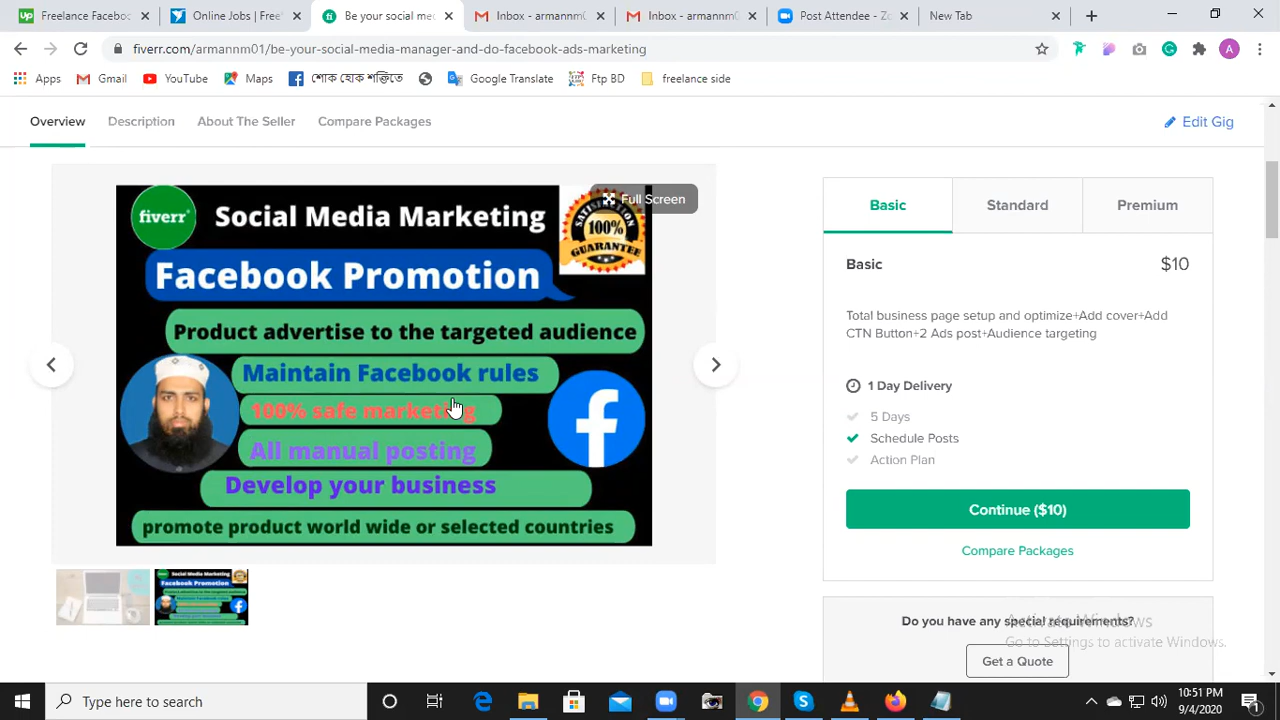 Freelance Facebo
Online Jobs | Free
Be your social med
Inbox - armannm0
Inbox - armannm0
Post Attendee - Zo
New Tab
fiverr.com/armannm01/be-your-social-media-manager-and-do-facebook-ads-marketing
Apps
Gmail
YouTube
Maps
শোক হোক শক্তিতে
Google Translate
Ftp BD
freelance side
Overview
Description
About The Seller
Compare Packages
Edit Gig
Full Screen
fiverr
Social Media Marketing
SATISFACTION
100%
GUARANTEE
Facebook Promotion
Product advertise to the targeted audience
Maintain Facebook rules
100% safe marketing
All manual posting
Develop your business
promote product world wide or selected countries
Basic
Standard
Premium
Basic
$10
Total business page setup and optimize+Add cover+Add
CTN Button+2 Ads post+Audience targeting
1 Day Delivery
5 Days
Schedule Posts
Action Plan
Continue ($10)
Compare Packages
Do you have any special requirements?
Get a Quote
Activate Windows
Go to Settings to activate Windows.
Type here to search
10:51 PM
9/4/2020